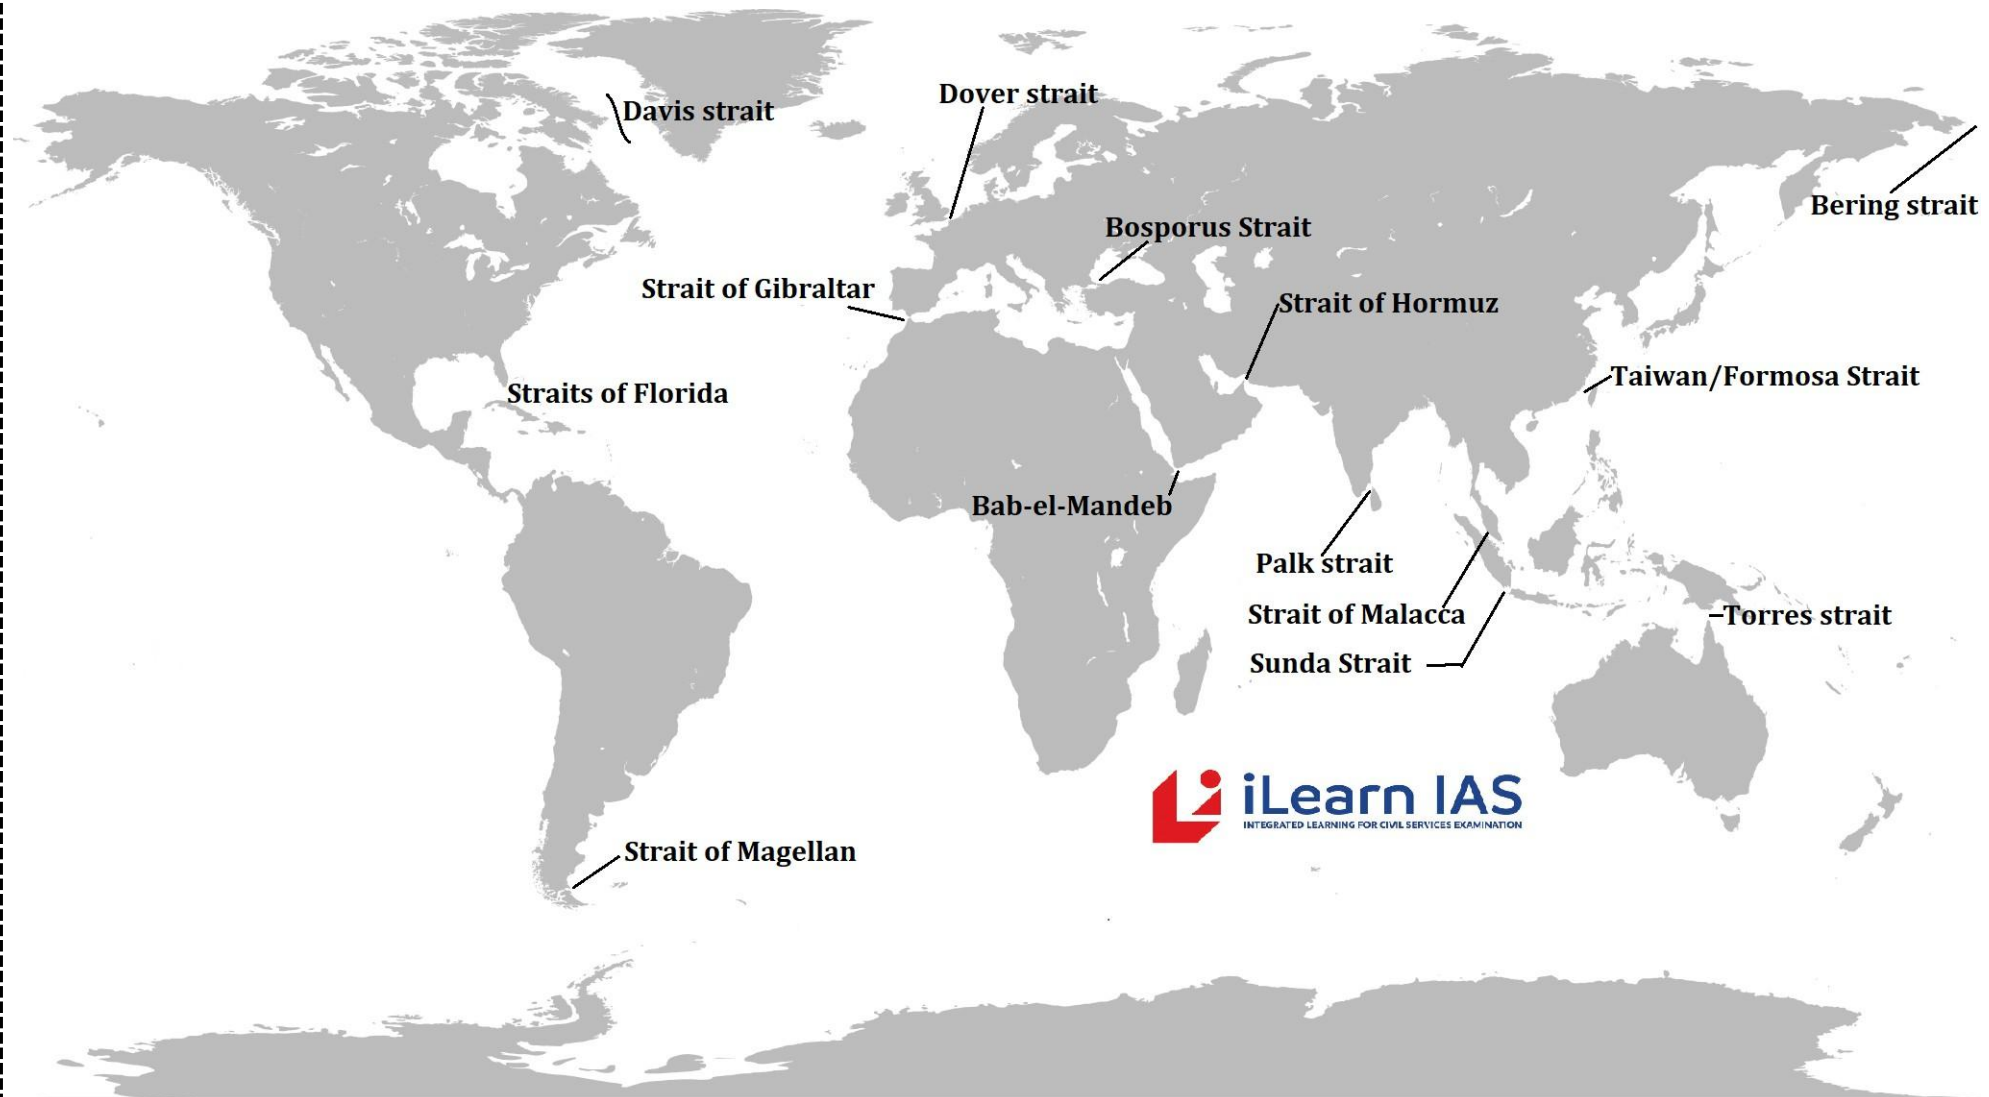 Dover strait
Davis strait
Bering strait
Bosporus Strait
Strait of Gibraltar
Strait of Hormuz
Taiwan/Formosa Strait
Straits of Florida
Bab-el-Mandeb
Palk strait
Strait of Malacca
Torres strait
Sunda Strait
iLearn IAS
INTEGRATED LEARNING FOR CIVIL SERVICES EXAMINATION
Strait of Magellan